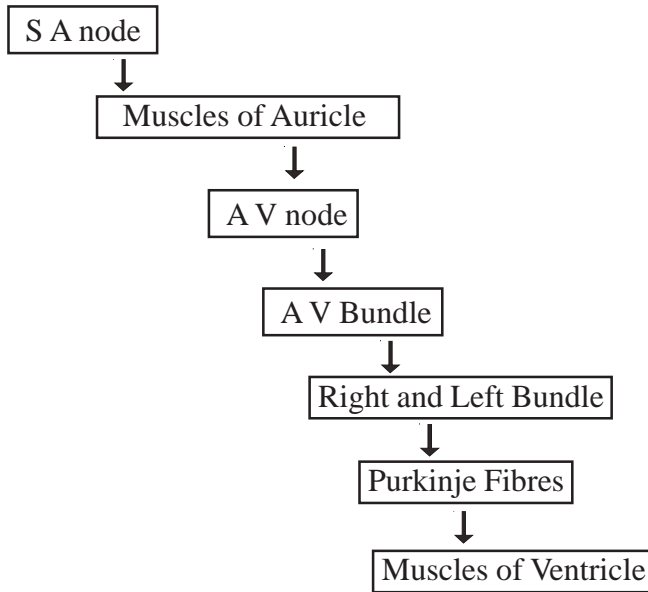 S A node
Muscles of Auricle
A V node
A V Bundle
Right and Left Bundle
Purkinje Fibres
Muscles of Ventricle